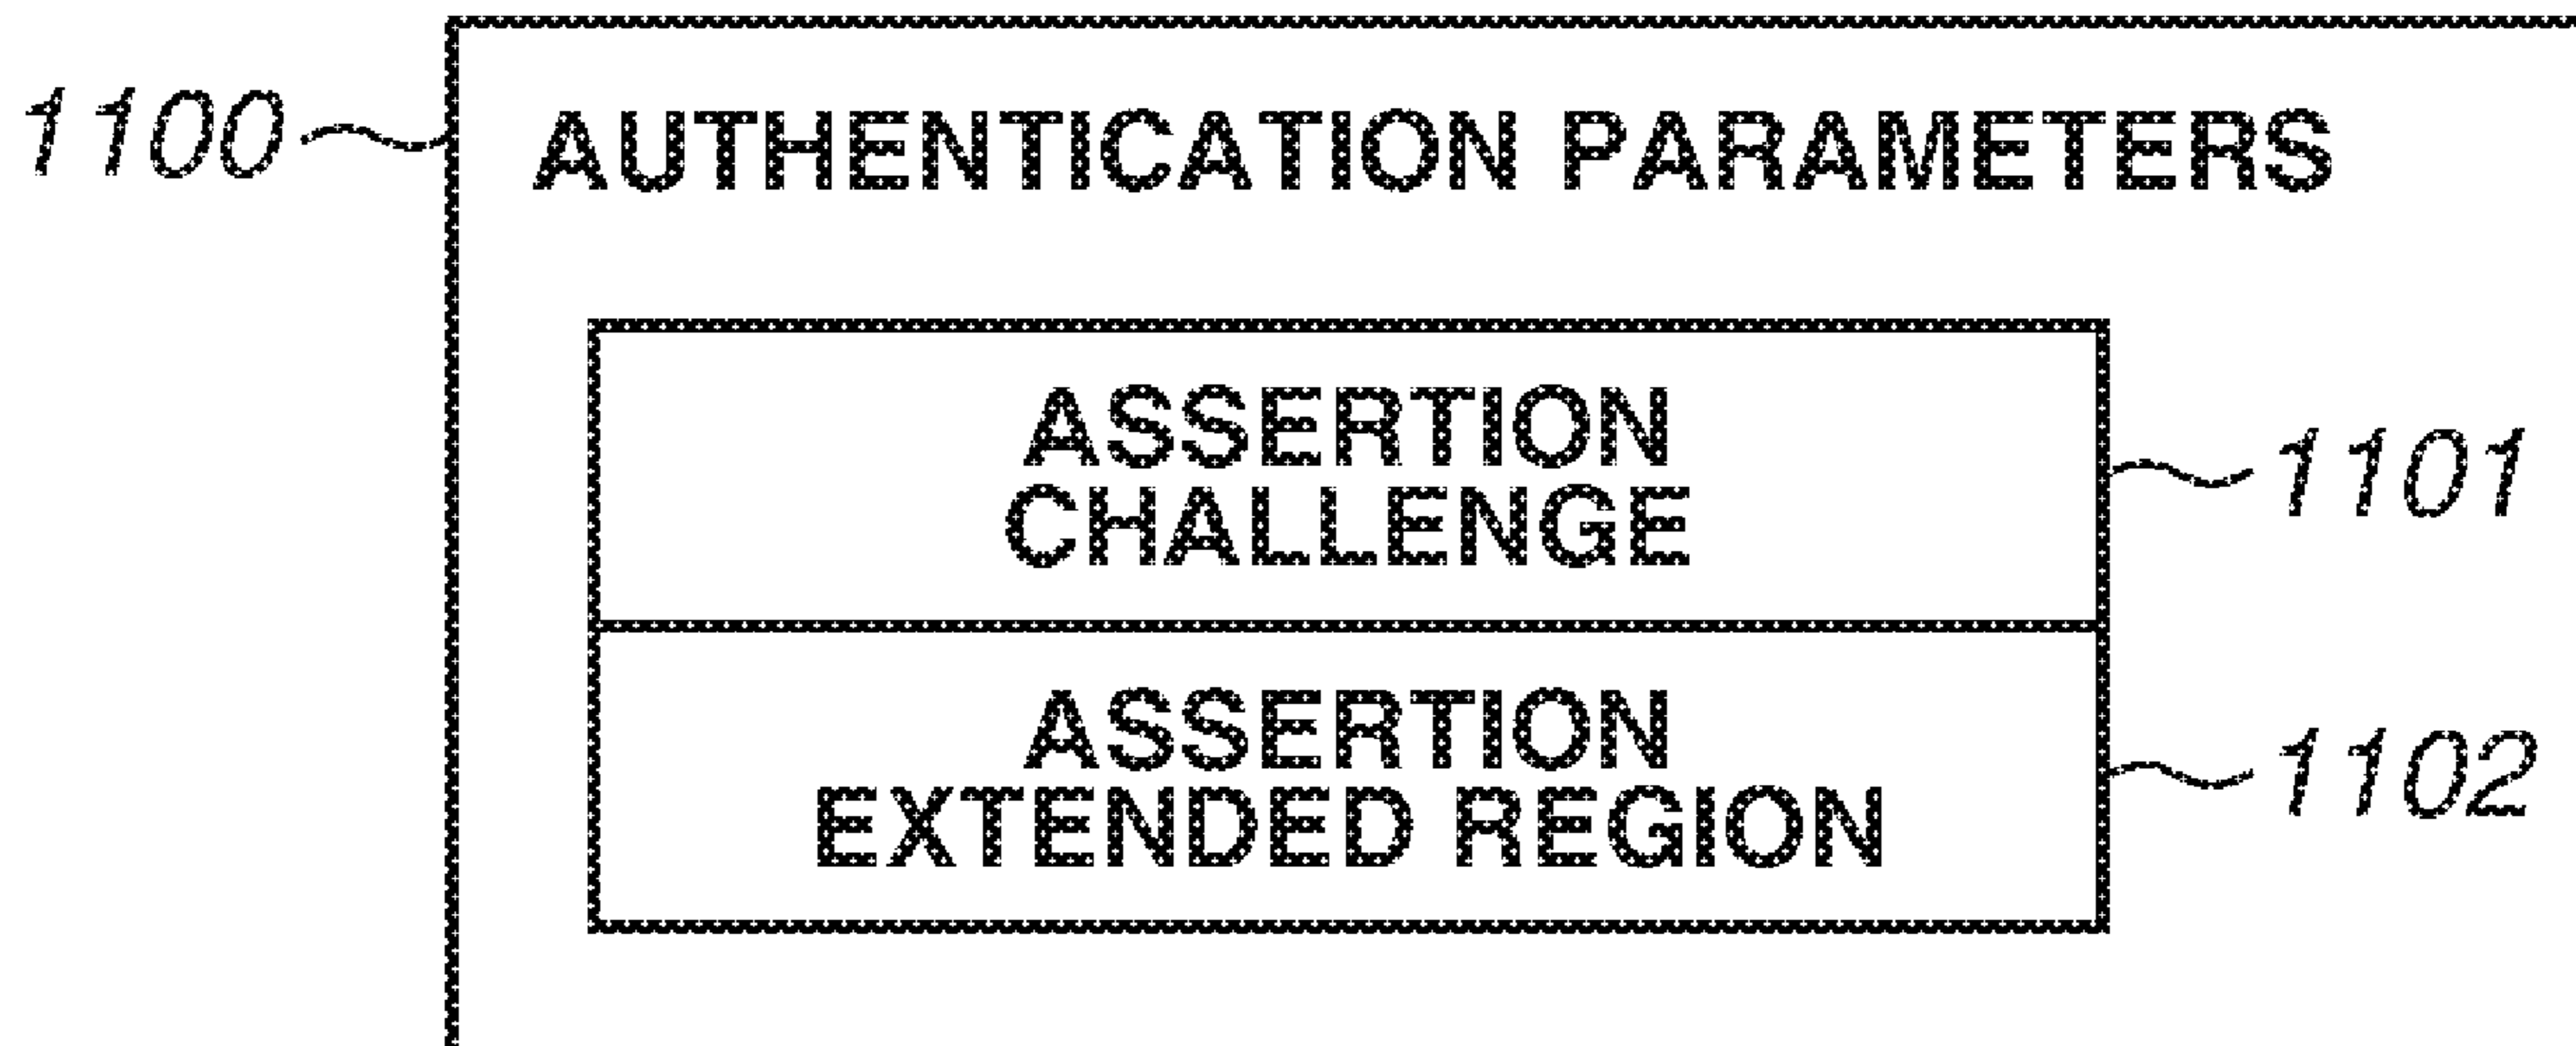 1100
AUTHENTICATION PARAMETERS
ASSERTION
CHALLENGE
1101
ASSERTION
EXTENDED REGION
1102